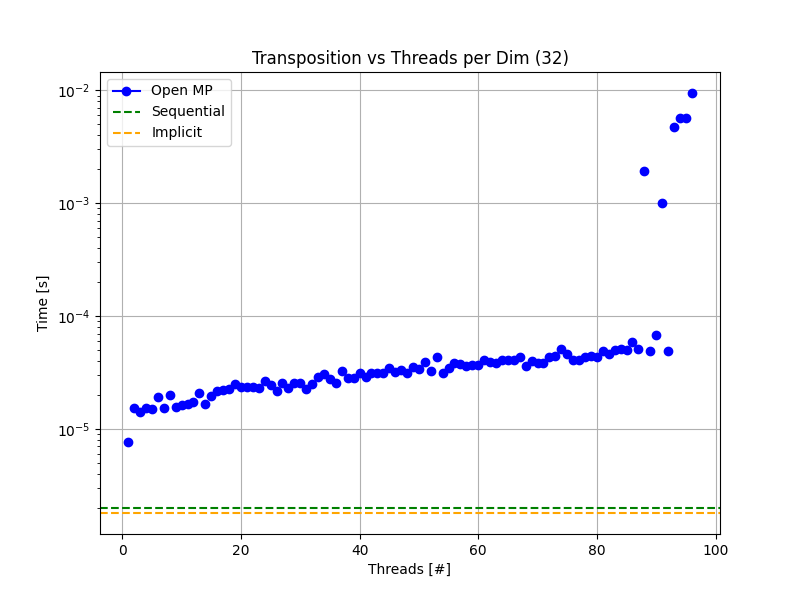 Transposition vs Threads per Dim (32)
Open MP
Sequential
Implicit
10⁻²
10⁻³
10⁻⁴
10⁻⁵
Time [s]
0 20 40 60 80 100
Threads [#]